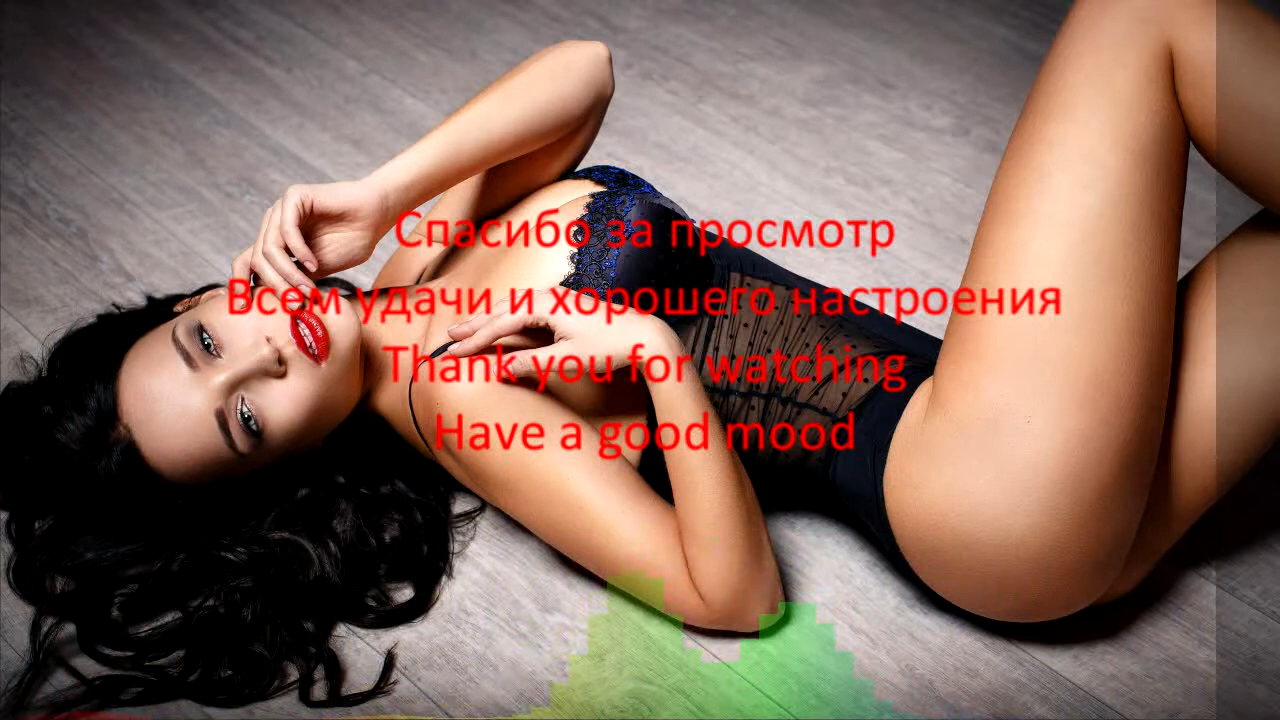 Спасибо за просмотр
Всем удачи и хорошего настроения
Thank you for watching
Have a good mood